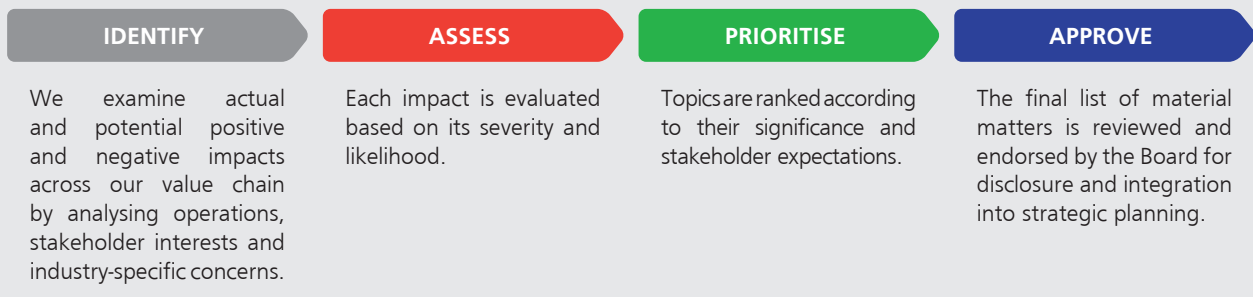 IDENTIFY
We examine actual
and potential positive
and negative impacts
across our value chain
by analysing operations,
stakeholder interests and
industry-specific concerns.
ASSESS
Each impact is evaluated
based on its severity and
likelihood.
PRIORITISE
Topics are ranked according
to their significance and
stakeholder expectations.
APPROVE
The final list of material
matters is reviewed and
endorsed by the Board for
disclosure and integration
into strategic planning.